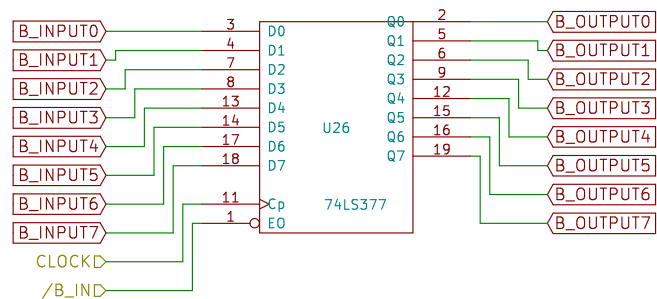 B_INPUT0 3 D0 Q0 2 B_OUTPUT0
B_INPUT1 4 D1 Q1 5 B_OUTPUT1
B_INPUT2 7 D2 Q2 6 B_OUTPUT2
B_INPUT3 8 D3 Q3 9 B_OUTPUT3
B_INPUT4 13 D4 Q4 12 B_OUTPUT4
B_INPUT5 14 D5 U26 Q5 15 B_OUTPUT5
B_INPUT6 17 D6 Q6 16 B_OUTPUT6
B_INPUT7 18 D7 Q7 19 B_OUTPUT7
CLOCK 11 Cp 74LS377
/B_IN 1 EO